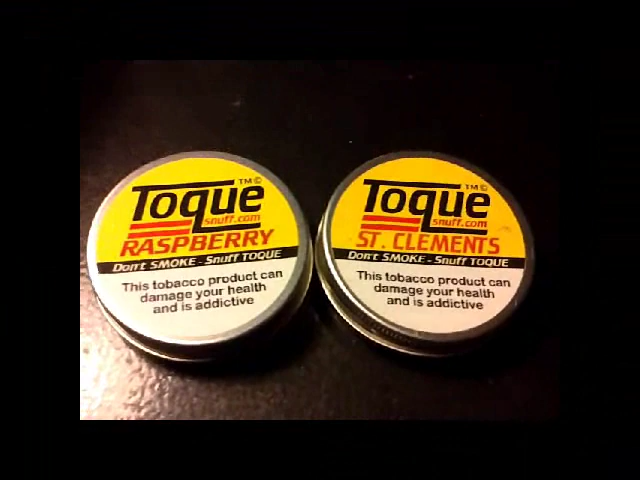 Toque TM©
snuff.com
RASPBERRY
Don't SMOKE - Snuff TOQUE
This tobacco product can
damage your health
and is addictive
Toque TM©
snuff.com
ST. CLEMENTS
Don't SMOKE - Snuff TOQUE
This tobacco product can
damage your health
and is addictive